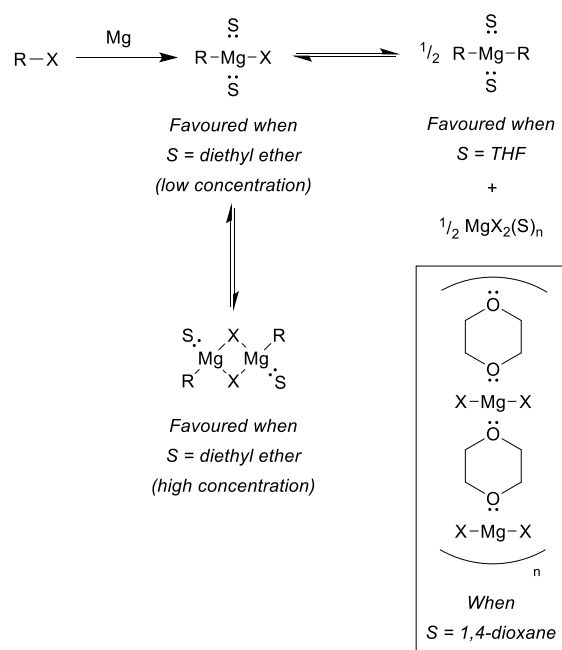 Mg
R–X
S
R–Mg–X
S
Favoured when
S = diethyl ether
(low concentration)
S
1/2 R–Mg–R
S
Favoured when
S = THF
+
1/2 MgX2(S)n
S X R
Mg Mg
R X S
Favoured when
S = diethyl ether
(high concentration)
O
O
X–Mg–X
O
O
X–Mg–X
n
When
S = 1,4-dioxane